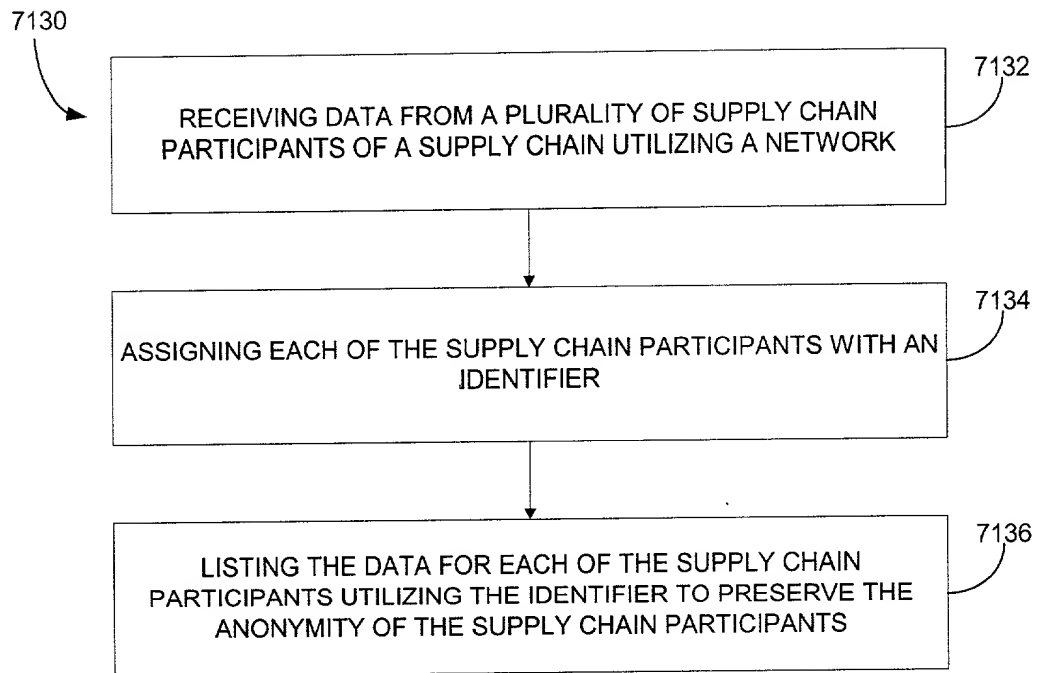 7130
7132
RECEIVING DATA FROM A PLURALITY OF SUPPLY CHAIN
PARTICIPANTS OF A SUPPLY CHAIN UTILIZING A NETWORK
7134
ASSIGNING EACH OF THE SUPPLY CHAIN PARTICIPANTS WITH AN
IDENTIFIER
7136
LISTING THE DATA FOR EACH OF THE SUPPLY CHAIN
PARTICIPANTS UTILIZING THE IDENTIFIER TO PRESERVE THE
ANONYMITY OF THE SUPPLY CHAIN PARTICIPANTS